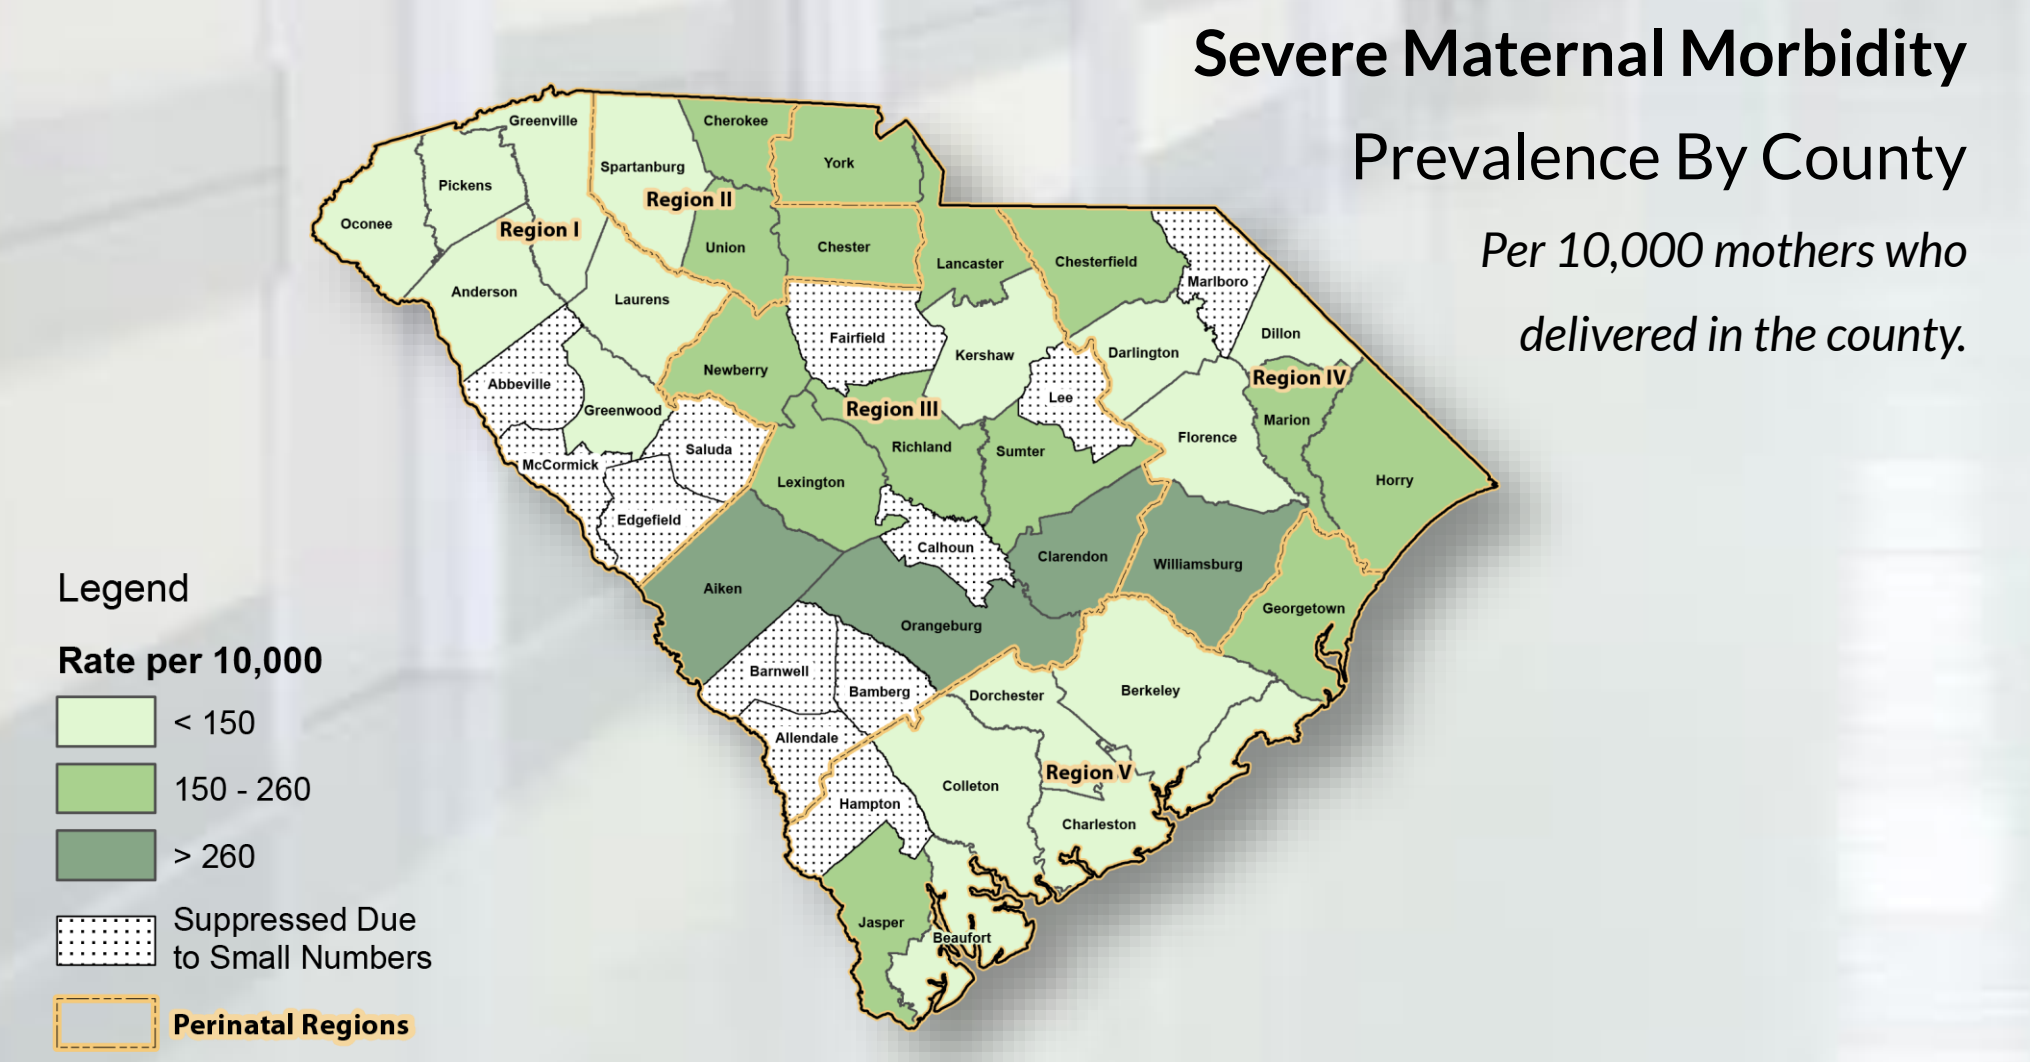 Severe Maternal Morbidity
Prevalence By County
Per 10,000 mothers who
delivered in the county.
Greenville
Cherokee
York
Spartanburg
Pickens
Region II
Oconee
Region I
Union
Chester
Lancaster
Chesterfield
Marlboro
Anderson
Laurens
Fairfield
Kershaw
Darlington
Dillon
Newberry
Region IV
Abbeville
Greenwood
Region III
Lee
Marion
Florence
Saluda
Richland
Sumter
McCormick
Lexington
Horry
Edgefield
Calhoun
Clarendon
Williamsburg
Aiken
Orangeburg
Georgetown
Barnwell
Bamberg
Dorchester
Berkeley
Allendale
Region V
Colleton
Hampton
Charleston
Jasper
Beaufort
Legend
Rate per 10,000
< 150
150 - 260
> 260
Suppressed Due
to Small Numbers
Perinatal Regions